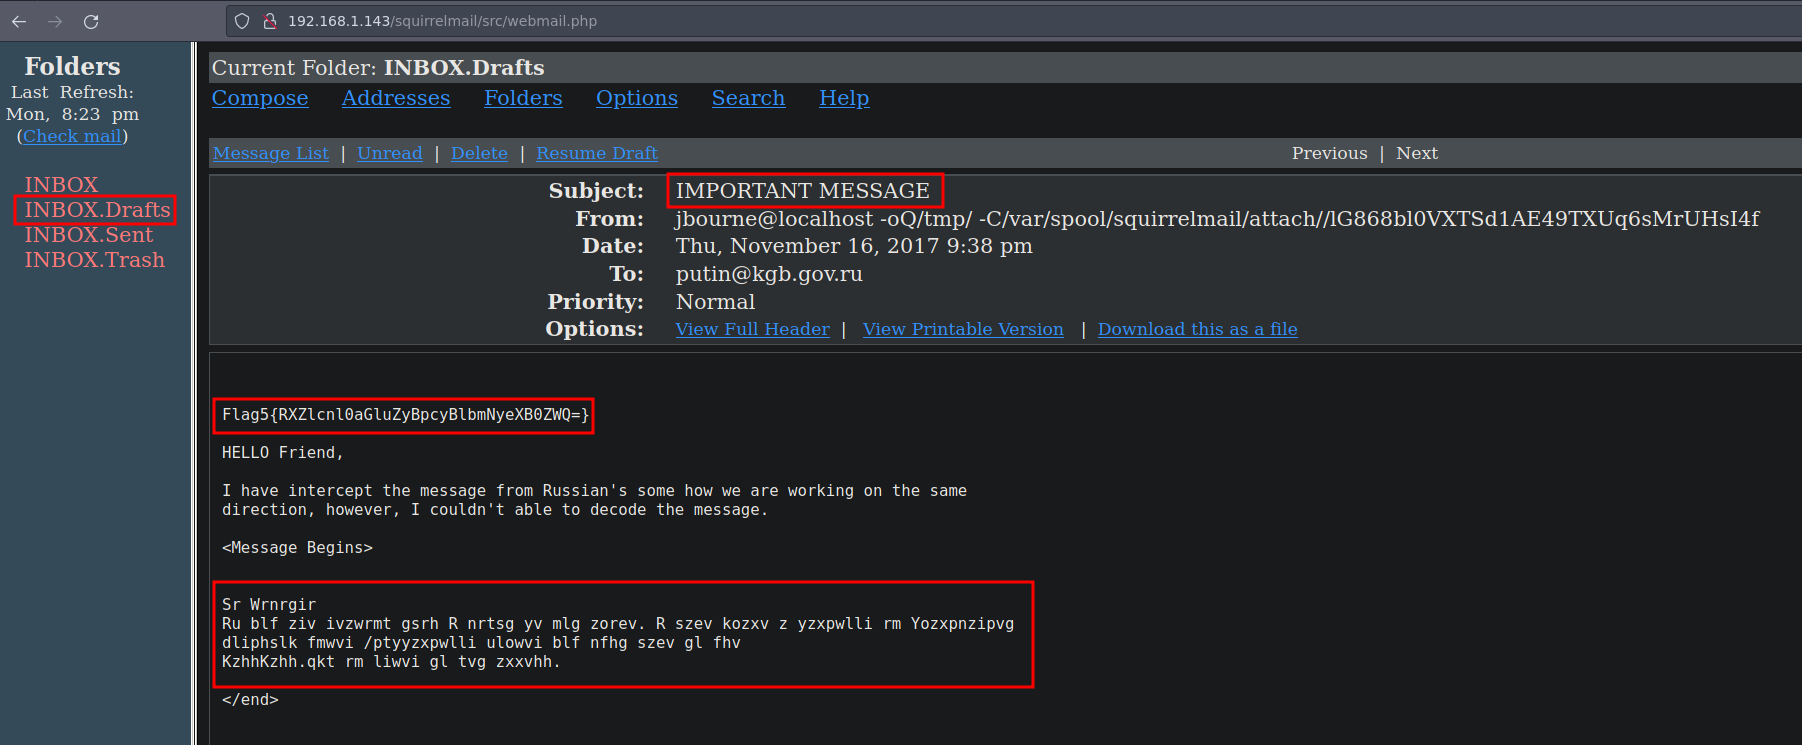 192.168.1.143/squirrelmail/src/webmail.php
Folders
Last Refresh:
Mon, 8:23 pm
(Check mail)
INBOX
INBOX.Drafts
INBOX.Sent
INBOX.Trash
Current Folder: INBOX.Drafts
Compose Addresses Folders Options Search Help
Message List | Unread | Delete | Resume Draft Previous | Next
Subject: IMPORTANT MESSAGE
From: jbourne@localhost -oQ/tmp/ -C/var/spool/squirrelmail/attach//lG868bl0VXTSd1AE49TXUq6sMrUHsI4f
Date: Thu, November 16, 2017 9:38 pm
To: putin@kgb.gov.ru
Priority: Normal
Options: View Full Header | View Printable Version | Download this as a file
Flag5{RXZlcnl0aGluZyBpcyBlbmNyeXB0ZWQ=}
HELLO Friend,
I have intercept the message from Russian's some how we are working on the same
direction, however, I couldn't able to decode the message.
<Message Begins>
Sr Wrnrgir
Ru blf ziv ivzwrmt gsrh R nrtsg yv mlg zorev. R szev kozxv z yzxpwlli rm Yozxpnzipvg
dliphslk fmwvi /ptyyzxpwlli ulowvi blf nfhg szev gl fhv
KzhhKzhh.qkt rm liwvi gl tvg zxxvhh.
</end>